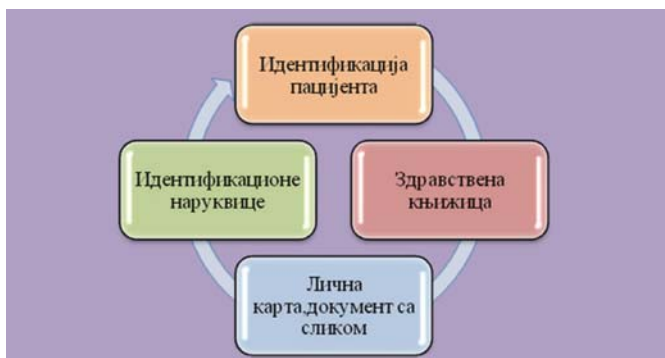 Идентификација
пацијента
Идентификационе
наруквице
Здравствена
књижица
Лична
карта,документ са
сликом